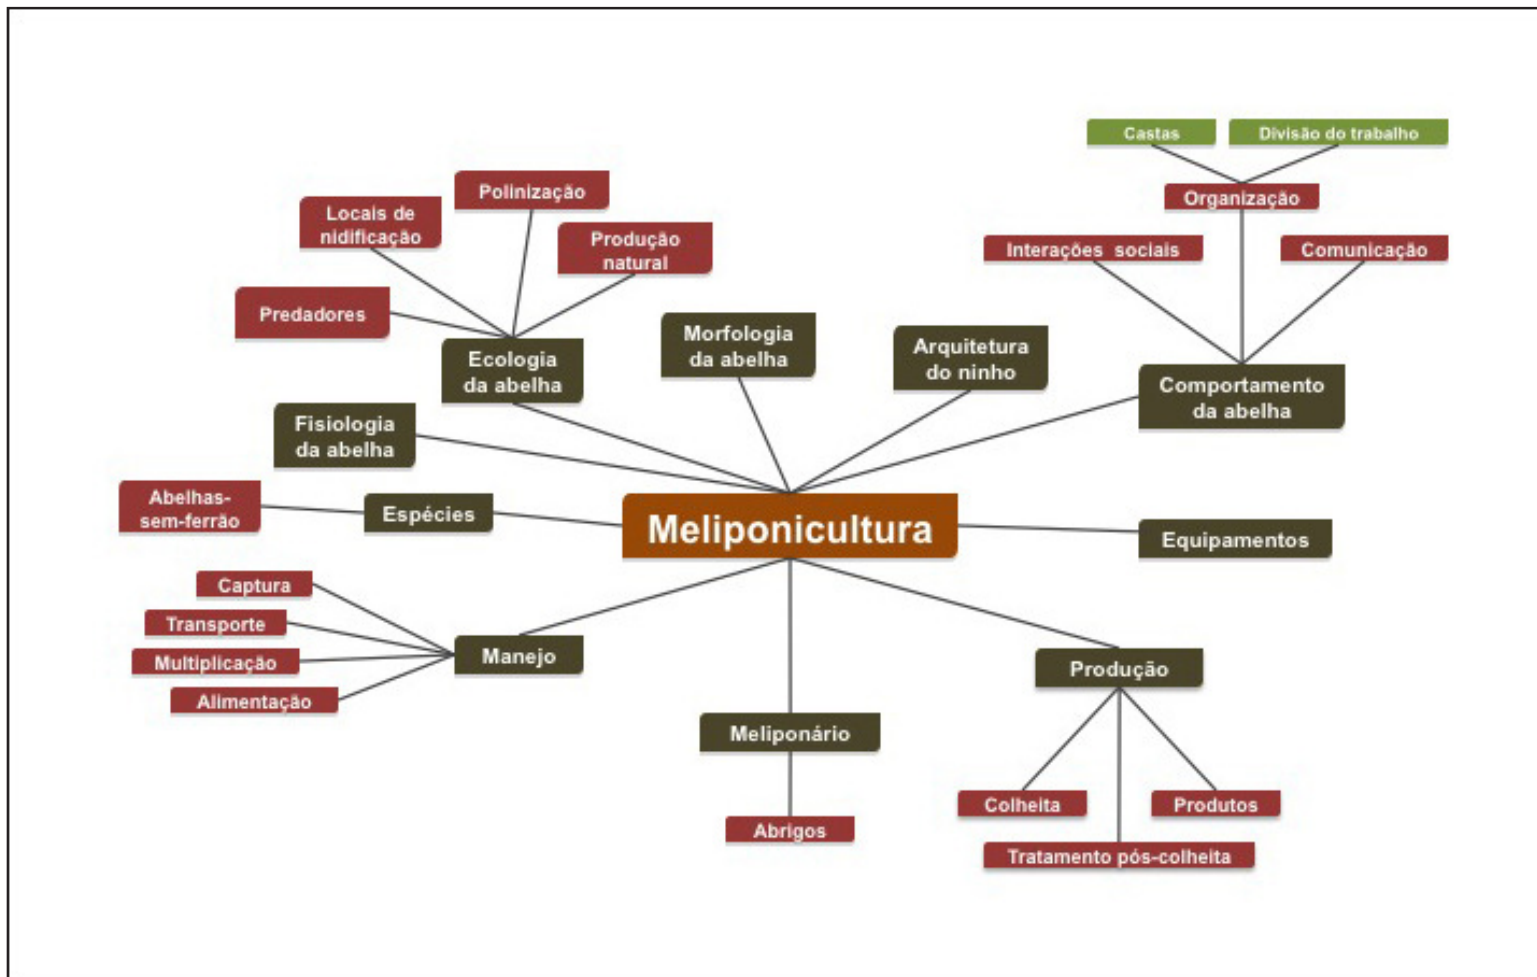 Castas
Divisão do trabalho
Polinização
Organização
Locais de
nidificação
Produção
natural
Interações sociais
Comunicação
Predadores
Morfologia
da abelha
Arquitetura
do ninho
Ecologia
da abelha
Comportamento
da abelha
Fisiologia
da abelha
Abelhas-
sem-ferrão
Espécies
Meliponicultura
Equipamentos
Captura
Transporte
Multiplicação
Alimentação
Manejo
Produção
Meliponário
Colheita
Produtos
Abrigos
Tratamento pós-colheita